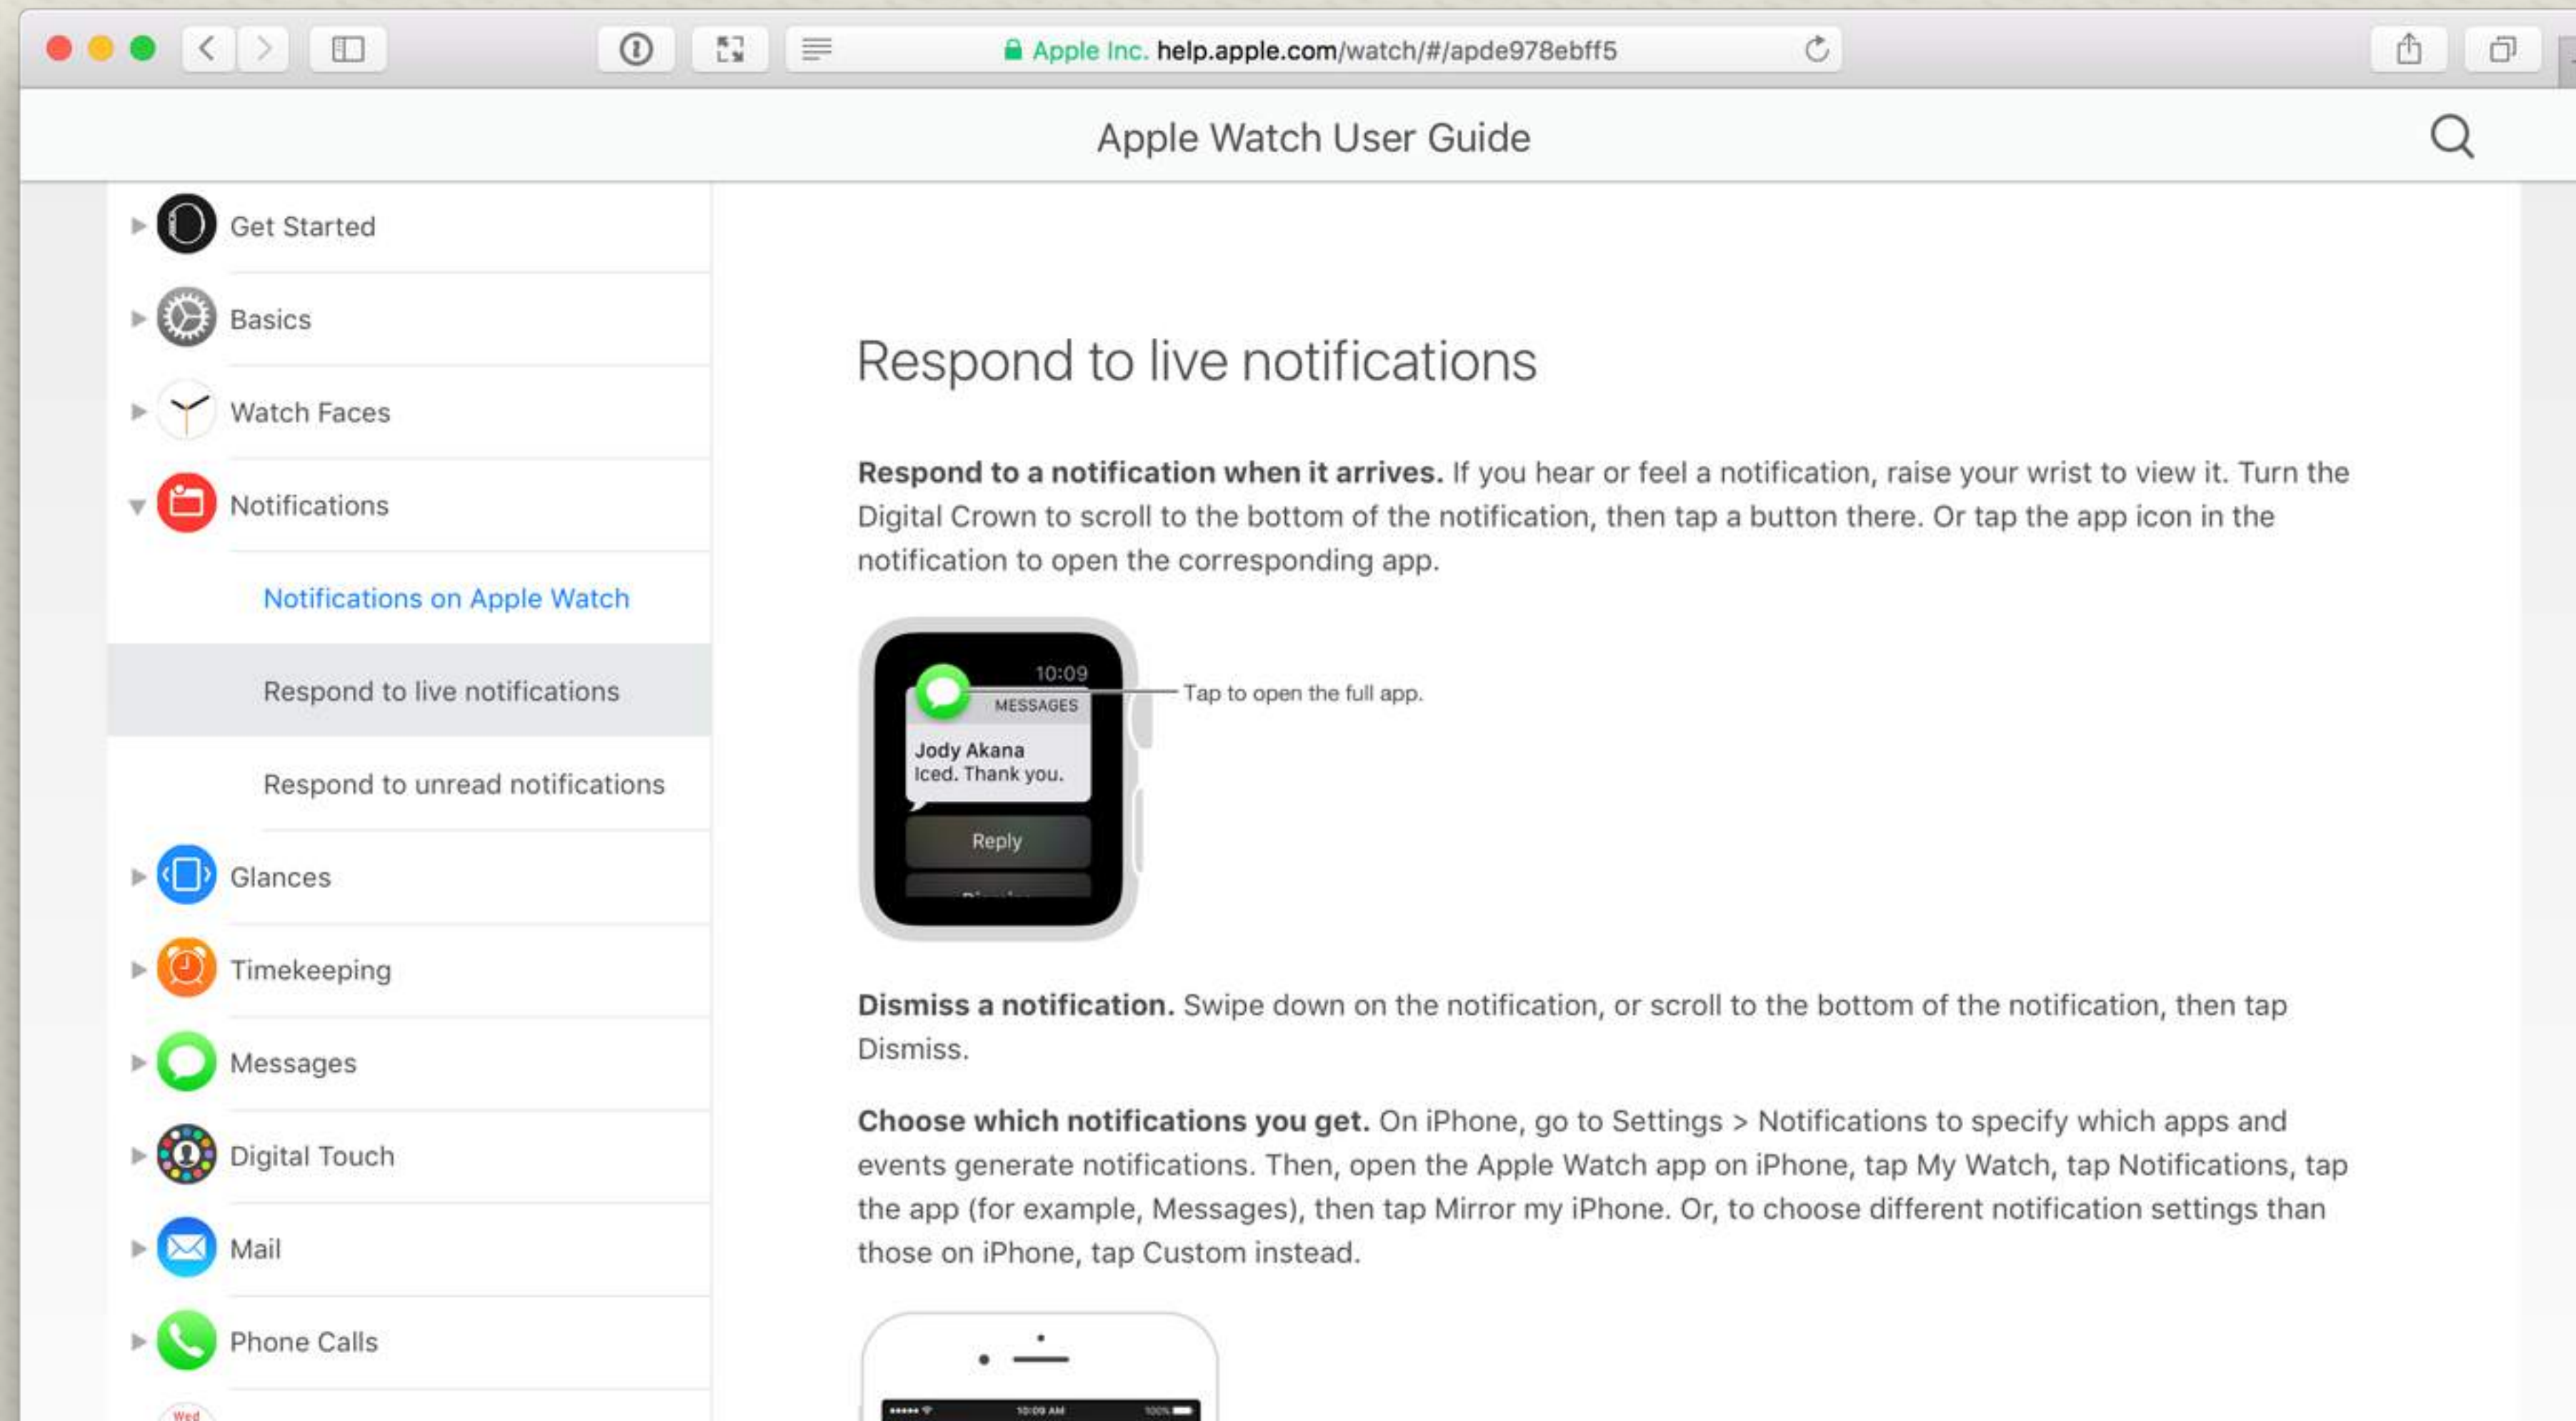 Apple Inc. help.apple.com/watch/#/apde978ebff5
Apple Watch User Guide
Get Started
Basics
Watch Faces
Notifications
Notifications on Apple Watch
Respond to live notifications
Respond to unread notifications
Glances
Timekeeping
Messages
Digital Touch
Mail
Phone Calls
Wed
Respond to live notifications
Respond to a notification when it arrives. If you hear or feel a notification, raise your wrist to view it. Turn the
Digital Crown to scroll to the bottom of the notification, then tap a button there. Or tap the app icon in the
notification to open the corresponding app.
10:09
MESSAGES
Jody Akana
Iced. Thank you.
Reply
Tap to open the full app.
Dismiss a notification. Swipe down on the notification, or scroll to the bottom of the notification, then tap
Dismiss.
Choose which notifications you get. On iPhone, go to Settings > Notifications to specify which apps and
events generate notifications. Then, open the Apple Watch app on iPhone, tap My Watch, tap Notifications, tap
the app (for example, Messages), then tap Mirror my iPhone. Or, to choose different notification settings than
those on iPhone, tap Custom instead.
10:09 AM
100%